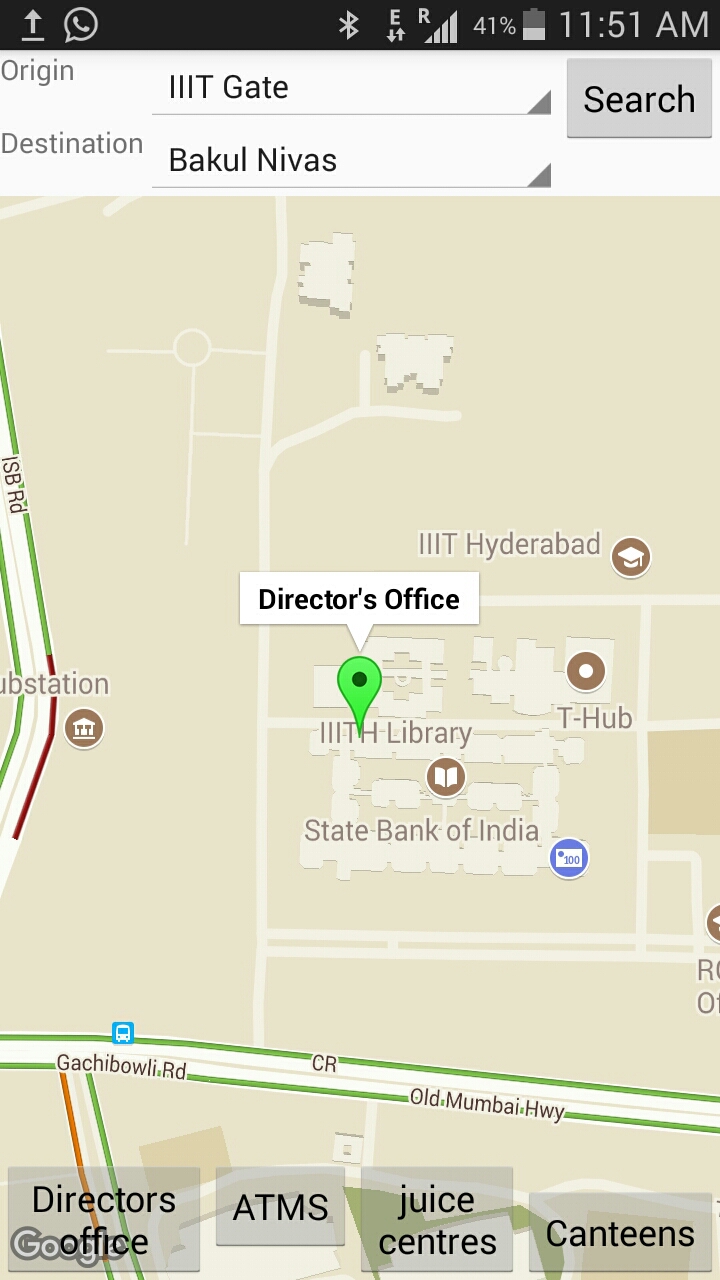 E R 41% 11:51 AM
Origin
IIIT Gate
Search
Destination
Bakul Nivas
ISB Rd
IIIT Hyderabad
Director's Office
ubstation
T-Hub
IIITH Library
State Bank of India
100
Gachibowli Rd
CR
Old Mumbai Hwy
Directors
office
ATMS
juice
centres
Canteens
Google